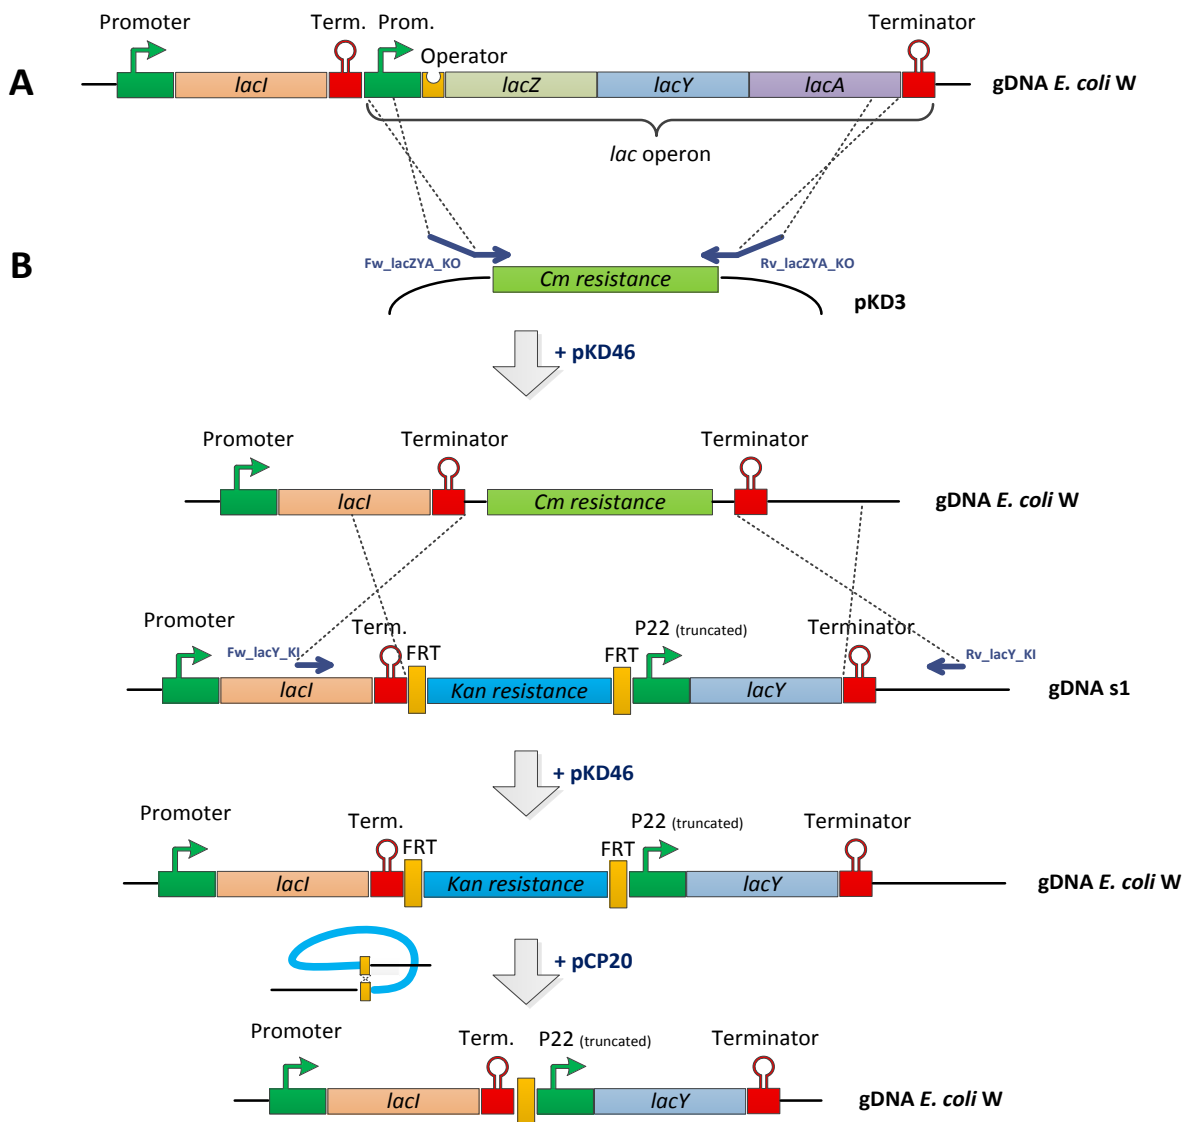 Promoter Term. Prom. Terminator
Operator
A lacI lacZ lacY lacA gDNA E. coli W
lac operon
B Fw_lacZYA_KO Rv_lacZYA_KO
Cm resistance
pKD3
+ pKD46
Promoter Terminator Terminator
lacI Cm resistance gDNA E. coli W
Promoter Term. P22 (truncated) Terminator
Fw_lacY_KI FRT FRT Rv_lacY_KI
lacI Kan resistance lacY gDNA s1
+ pKD46
Promoter Term. P22 (truncated) Terminator
FRT FRT
lacI Kan resistance lacY gDNA E. coli W
+ pCP20
Promoter Term. P22 (truncated) Terminator
lacI lacY gDNA E. coli W